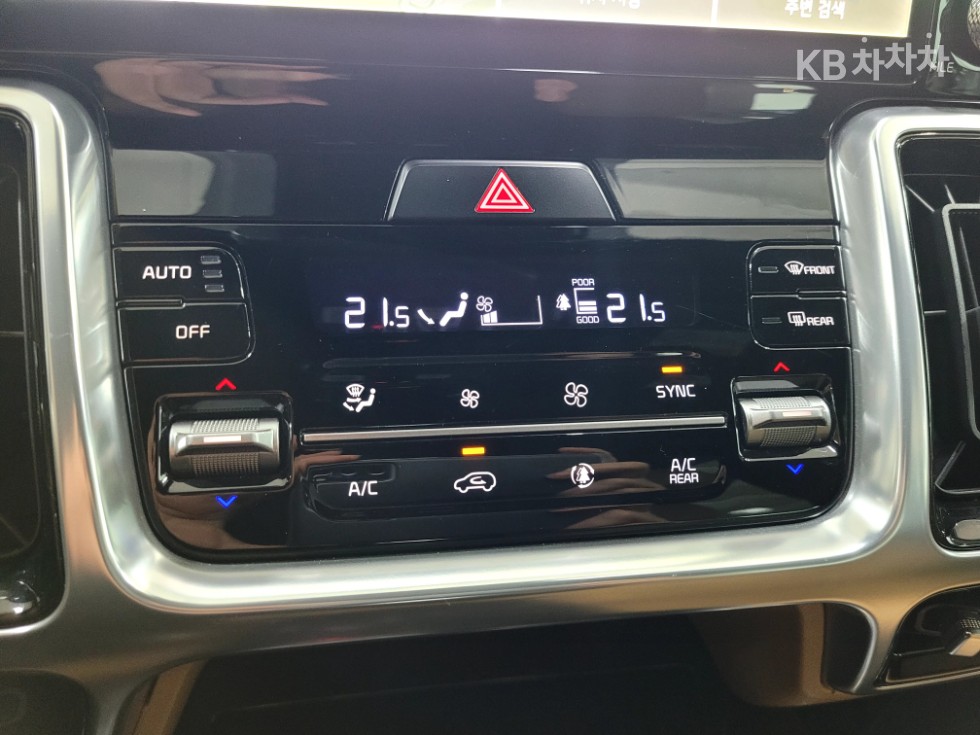 주변 검색
KB차차차
AUTO
OFF
21.5
POOR
GOOD
21.5
FRONT
REAR
SYNC
A/C
A/C
REAR